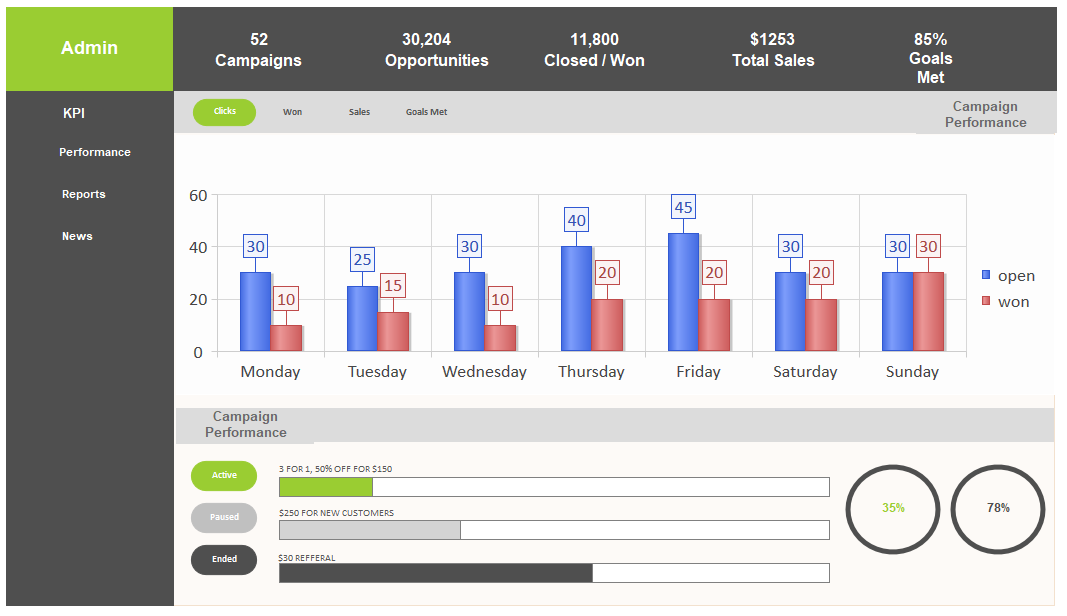 Admin
52
Campaigns
30,204
Opportunities
11,800
Closed / Won
$1253
Total Sales
85%
Goals
Met
KPI
Performance
Reports
News
Clicks
Won
Sales
Goals Met
Campaign
Performance
60
40
20
0
30
10
25
15
30
10
40
20
45
20
30
20
30
30
Monday
Tuesday
Wednesday
Thursday
Friday
Saturday
Sunday
open
won
Campaign
Performance
Active
Paused
Ended
3 FOR 1, 50% OFF FOR $150
$250 FOR NEW CUSTOMERS
$30 REFFERAL
35%
78%